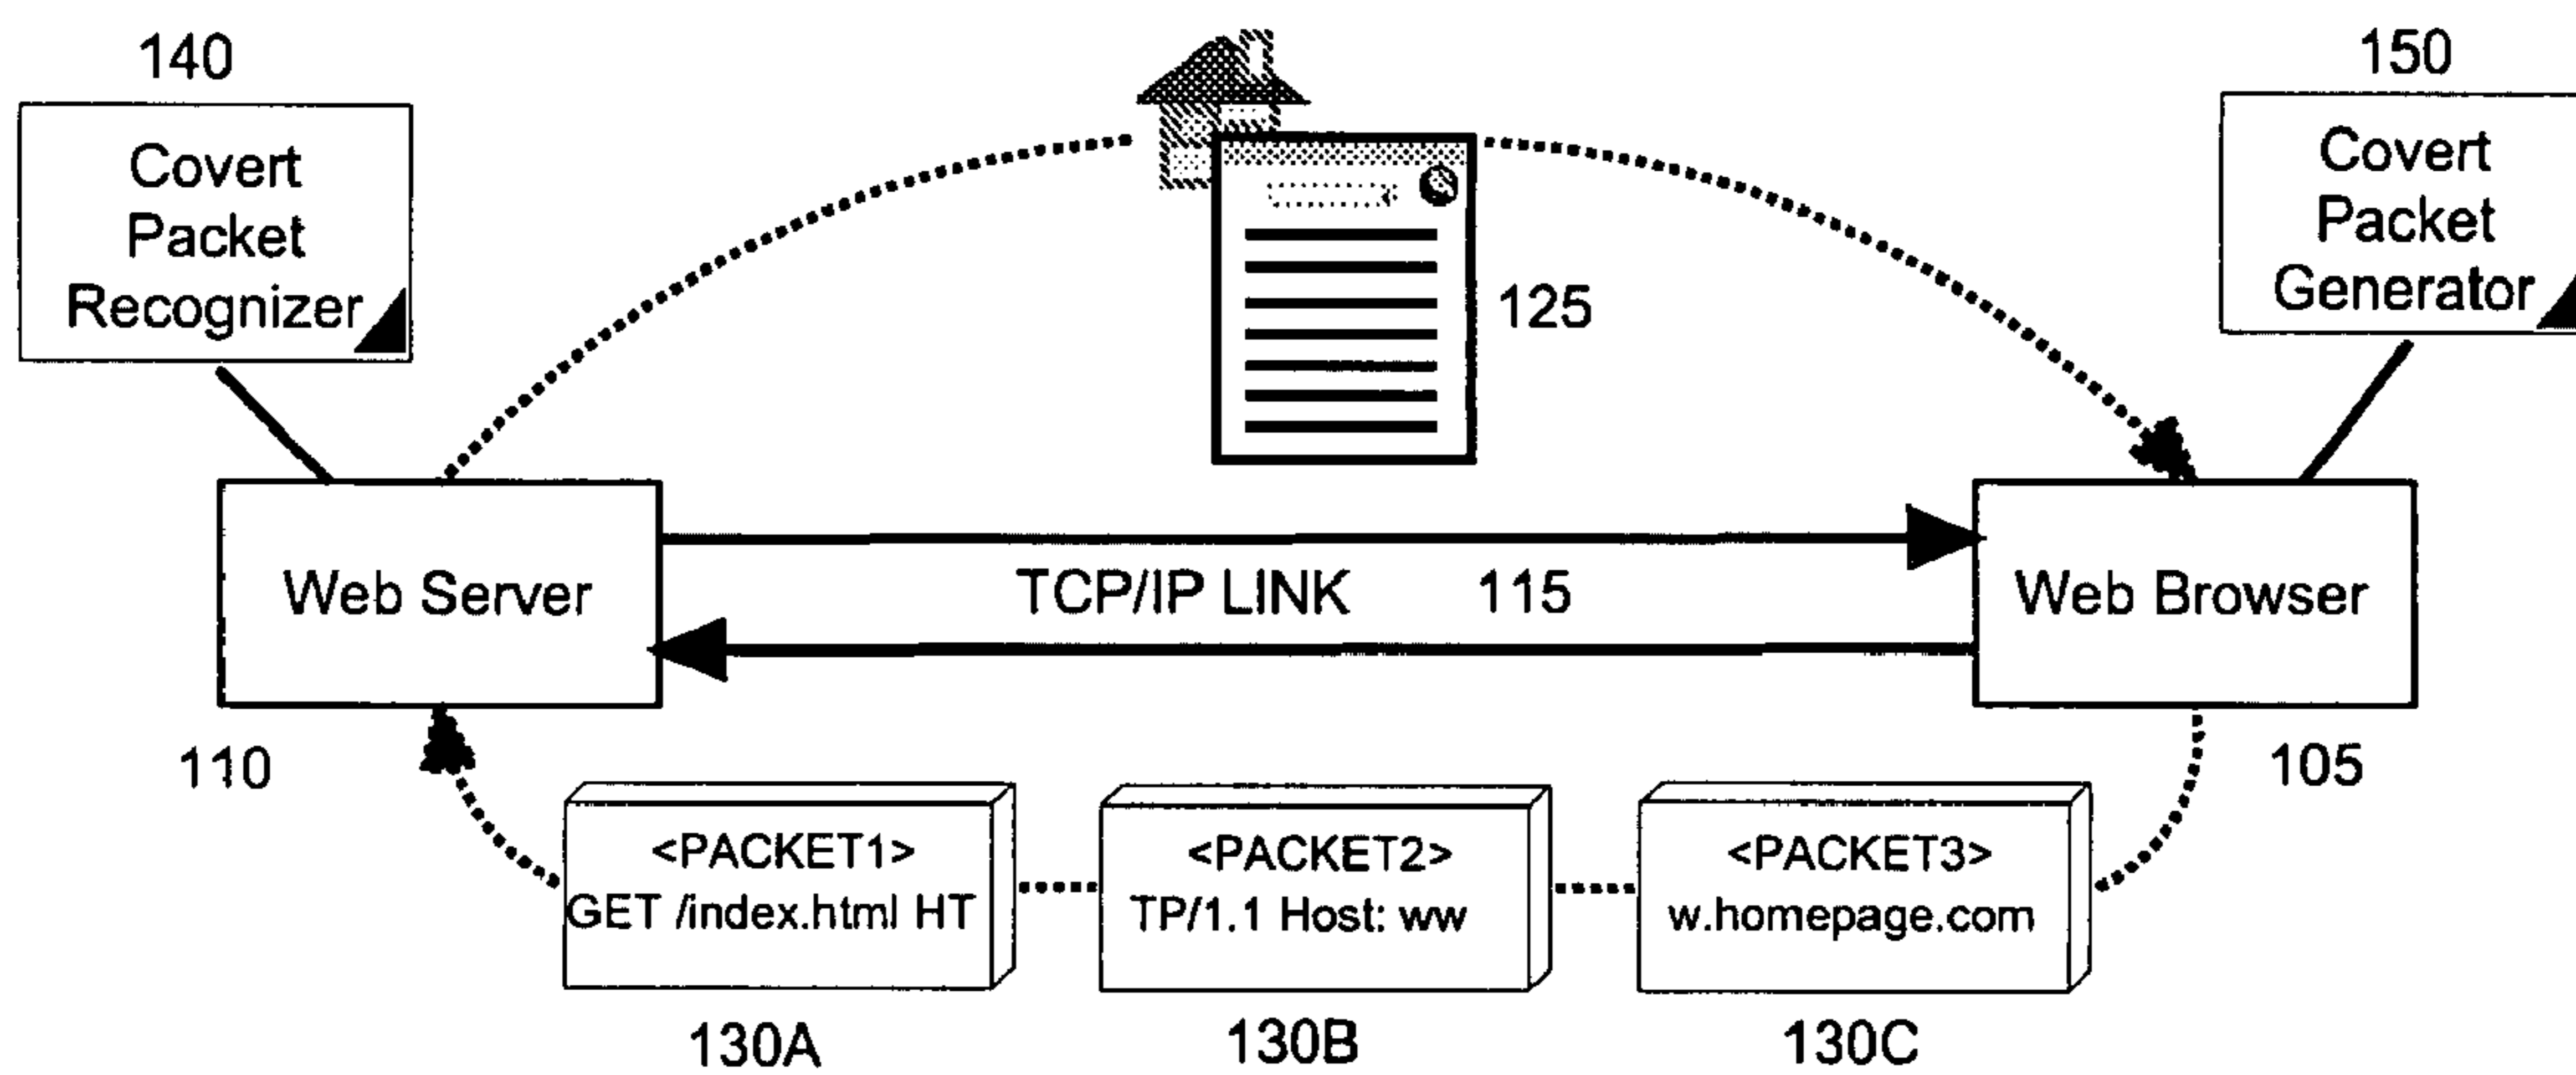 140
Covert
Packet
Recognizer
150
Covert
Packet
Generator
125
Web Server
TCP/IP LINK 115
Web Browser
110
105
<PACKET1>
GET /index.html HT
<PACKET2>
TP/1.1 Host: ww
<PACKET3>
w.homepage.com
130A
130B
130C